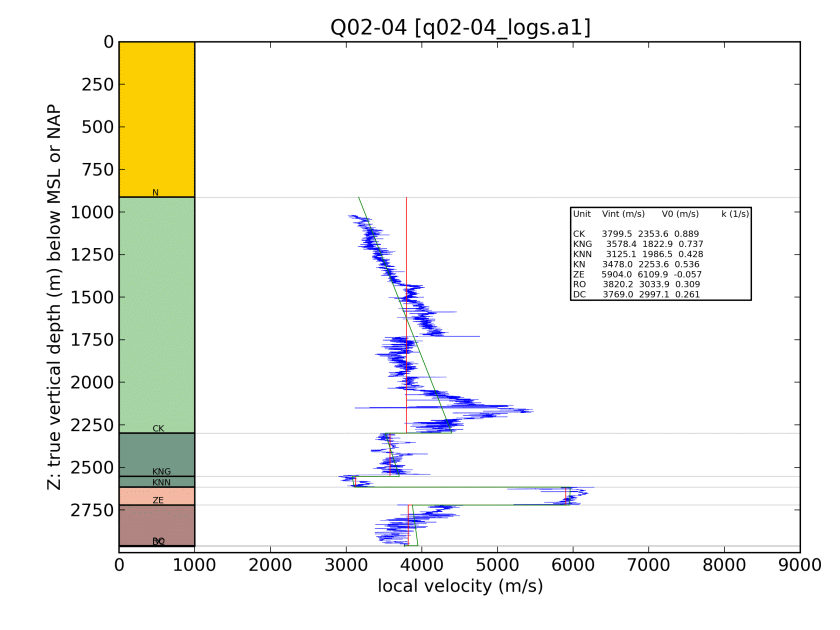 Q02-04 [q02-04_logs.a1]
Z: true vertical depth (m) below MSL or NAP
0
250
500
750
1000
1250
1500
1750
2000
2250
2500
2750
N
CK
KNG
KNN
ZE
Unit Vint (m/s) V0 (m/s) k (1/s)
CK 3799.5 2353.6 0.889
KNG 3578.4 1822.9 0.737
KNN 3125.1 1986.5 0.428
KN 3478.0 2253.6 0.536
ZE 5904.0 6109.9 -0.057
RO 3820.2 3033.9 0.309
DC 3769.0 2997.1 0.261
0 1000 2000 3000 4000 5000 6000 7000 8000 9000
local velocity (m/s)